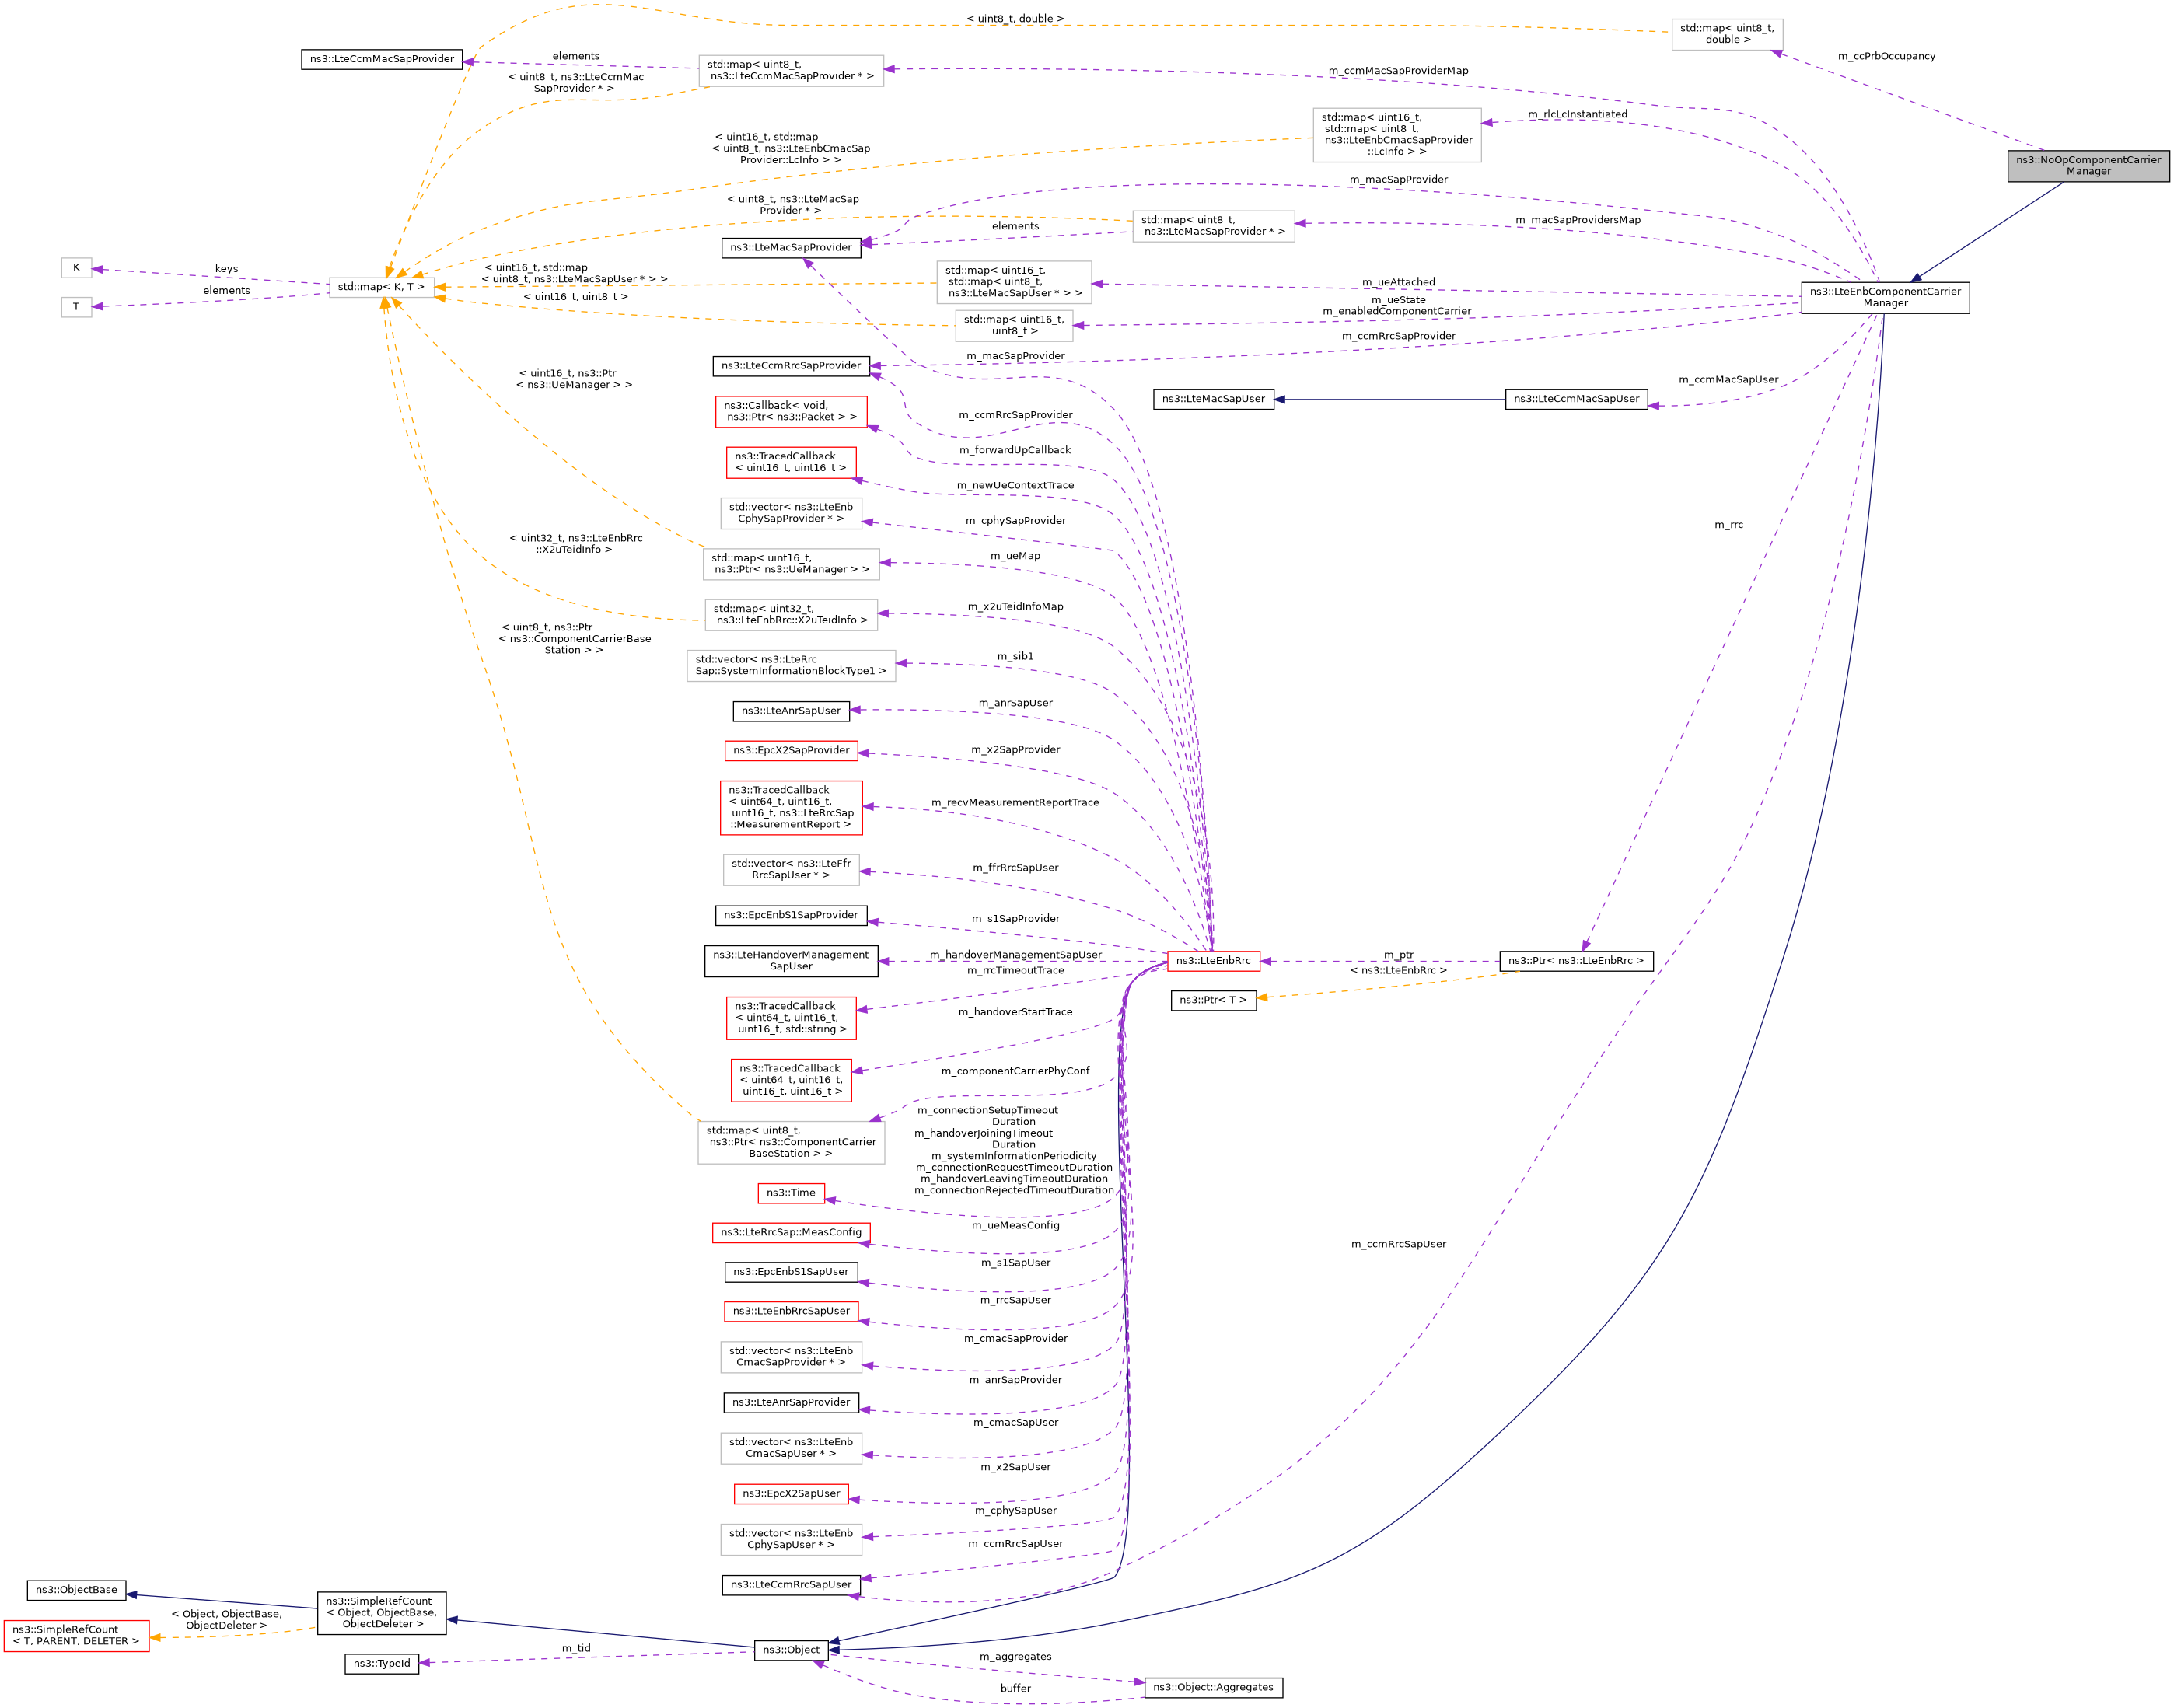 < uint8_t, double >
std::map< uint8_t,
double >
m_ccPrbOccupancy
ns3::LteCcmMacSapProvider
elements
std::map< uint8_t,
ns3::LteCcmMacSapProvider * >
< uint8_t, ns3::LteCcmMac
SapProvider * >
m_ccmMacSapProviderMap
m_rlcLcInstantiated
std::map< uint16_t,
std::map< uint8_t,
ns3::LteEnbCmacSapProvider
::LcInfo > >
< uint16_t, std::map
< uint8_t, ns3::LteEnbCmacSap
Provider::LcInfo > >
ns3::NoOpComponentCarrier
Manager
m_macSapProvider
< uint8_t, ns3::LteMacSap
Provider * >
std::map< uint8_t,
ns3::LteMacSapProvider * >
m_macSapProvidersMap
elements
ns3::LteMacSapProvider
K
keys
elements
T
std::map< K, T >
< uint16_t, std::map
< uint8_t, ns3::LteMacSapUser * > >
< uint16_t, uint8_t >
std::map< uint16_t,
std::map< uint8_t,
ns3::LteMacSapUser * > >
std::map< uint16_t,
uint8_t >
m_ueAttached
m_ueState
m_enabledComponentCarrier
m_ccmRrcSapProvider
ns3::LteEnbComponentCarrier
Manager
m_macSapProvider
ns3::LteCcmRrcSapProvider
< uint16_t, ns3::Ptr
< ns3::UeManager > >
m_ccmMacSapUser
ns3::LteMacSapUser
ns3::LteCcmMacSapUser
ns3::Callback< void,
ns3::Ptr< ns3::Packet > >
m_ccmRrcSapProvider
m_forwardUpCallback
ns3::TracedCallback
< uint16_t, uint16_t >
m_newUeContextTrace
std::vector< ns3::LteEnb
CphySapProvider * >
m_cphySapProvider
m_rrc
< uint32_t, ns3::LteEnbRrc
::X2uTeidInfo >
std::map< uint16_t,
ns3::Ptr< ns3::UeManager > >
m_ueMap
std::map< uint32_t,
ns3::LteEnbRrc::X2uTeidInfo >
m_x2uTeidInfoMap
< uint8_t, ns3::Ptr
< ns3::ComponentCarrierBase
Station > >
std::vector< ns3::LteRrc
Sap::SystemInformationBlockType1 >
m_sib1
ns3::LteAnrSapUser
m_anrSapUser
ns3::EpcX2SapProvider
m_x2SapProvider
ns3::TracedCallback
< uint64_t, uint16_t,
uint16_t, ns3::LteRrcSap
::MeasurementReport >
m_recvMeasurementReportTrace
std::vector< ns3::LteFfr
RrcSapUser * >
m_ffrRrcSapUser
ns3::EpcEnbS1SapProvider
m_s1SapProvider
ns3::LteHandoverManagement
SapUser
m_handoverManagementSapUser
m_rrcTimeoutTrace
ns3::LteEnbRrc
m_ptr
< ns3::LteEnbRrc >
ns3::Ptr< ns3::LteEnbRrc >
ns3::Ptr< T >
ns3::TracedCallback
< uint64_t, uint16_t,
uint16_t, std::string >
m_handoverStartTrace
ns3::TracedCallback
< uint64_t, uint16_t,
uint16_t, uint16_t >
m_componentCarrierPhyConf
std::map< uint8_t,
ns3::Ptr< ns3::ComponentCarrier
BaseStation > >
m_connectionSetupTimeout
Duration
m_handoverJoiningTimeout
Duration
m_systemInformationPeriodicity
m_connectionRequestTimeoutDuration
m_handoverLeavingTimeoutDuration
m_connectionRejectedTimeoutDuration
ns3::Time
ns3::LteRrcSap::MeasConfig
m_ueMeasConfig
m_ccmRrcSapUser
ns3::EpcEnbS1SapUser
m_s1SapUser
ns3::LteEnbRrcSapUser
m_rrcSapUser
std::vector< ns3::LteEnb
CmacSapProvider * >
m_cmacSapProvider
ns3::LteAnrSapProvider
m_anrSapProvider
std::vector< ns3::LteEnb
CmacSapUser * >
m_cmacSapUser
ns3::EpcX2SapUser
m_x2SapUser
std::vector< ns3::LteEnb
CphySapUser * >
m_cphySapUser
m_ccmRrcSapUser
ns3::LteCcmRrcSapUser
ns3::ObjectBase
ns3::SimpleRefCount
< T, PARENT, DELETER >
< Object, ObjectBase,
ObjectDeleter >
ns3::SimpleRefCount
< Object, ObjectBase,
ObjectDeleter >
ns3::TypeId
m_tid
ns3::Object
m_aggregates
buffer
ns3::Object::Aggregates